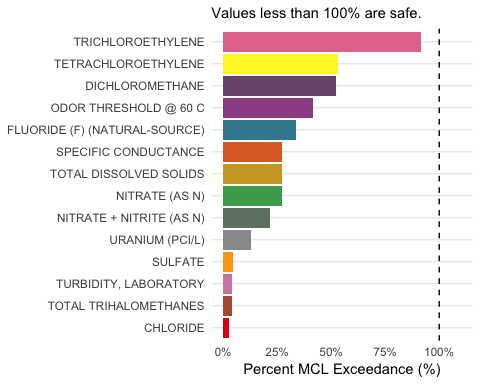 Values less than 100% are safe.
TRICHLOROETHYLENE
TETRACHLOROETHYLENE
DICHLOROMETHANE
ODOR THRESHOLD @ 60 C
FLUORIDE (F) (NATURAL-SOURCE)
SPECIFIC CONDUCTANCE
TOTAL DISSOLVED SOLIDS
NITRATE (AS N)
NITRATE + NITRITE (AS N)
URANIUM (PCI/L)
SULFATE
TURBIDITY, LABORATORY
TOTAL TRIHALOMETHANES
CHLORIDE
0% 25% 50% 75% 100%
Percent MCL Exceedance (%)